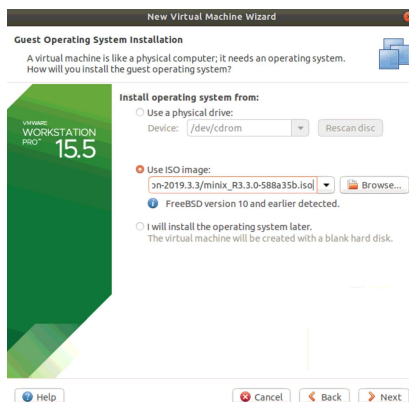 New Virtual Machine Wizard
Guest Operating System Installation
A virtual machine is like a physical computer; it needs an operating system.
How will you install the guest operating system?
VMWARE
WORKSTATION
PRO™
15.5
Install operating system from:
Use a physical drive:
Device: /dev/cdrom Rescan disc
Use ISO image:
on-2019.3.3/minix_R3.3.0-588a35b.iso Browse...
FreeBSD version 10 and earlier detected.
I will install the operating system later.
The virtual machine will be created with a blank hard disk.
Help Cancel Back Next